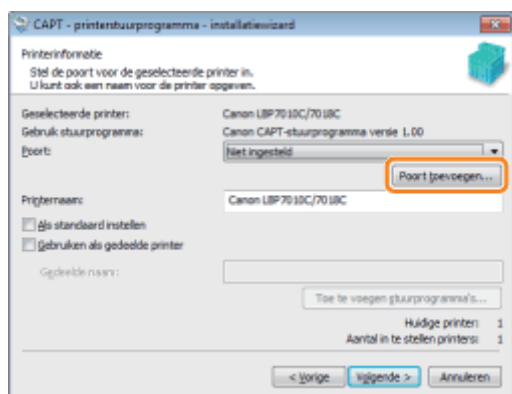 CAPT - printerstuurprogramma - installatiewizard
Printerinformatie
Stel de poort voor de geselecteerde printer in.
U kunt ook een naam voor de printer opgeven.
Geselecteerde printer: Canon LBP7010C/7018C
Gebruik stuurprogramma: Canon CAPT-stuurprogramma versie 1.00
Poort: Niet ingesteld
Poort toevoegen...
Printernaam: Canon LBP7010C/7018C
Als standaard instellen
Gebruiken als gedeelde printer
Gedeelde naam:
Toe te voegen stuurprogramma's...
Huidige printer: 1
Aantal in te stellen printers: 1
< Vorige Volgende > Annuleren